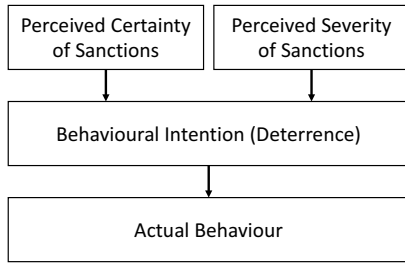 Perceived Certainty
of Sanctions
Perceived Severity
of Sanctions
Behavioural Intention (Deterrence)
Actual Behaviour